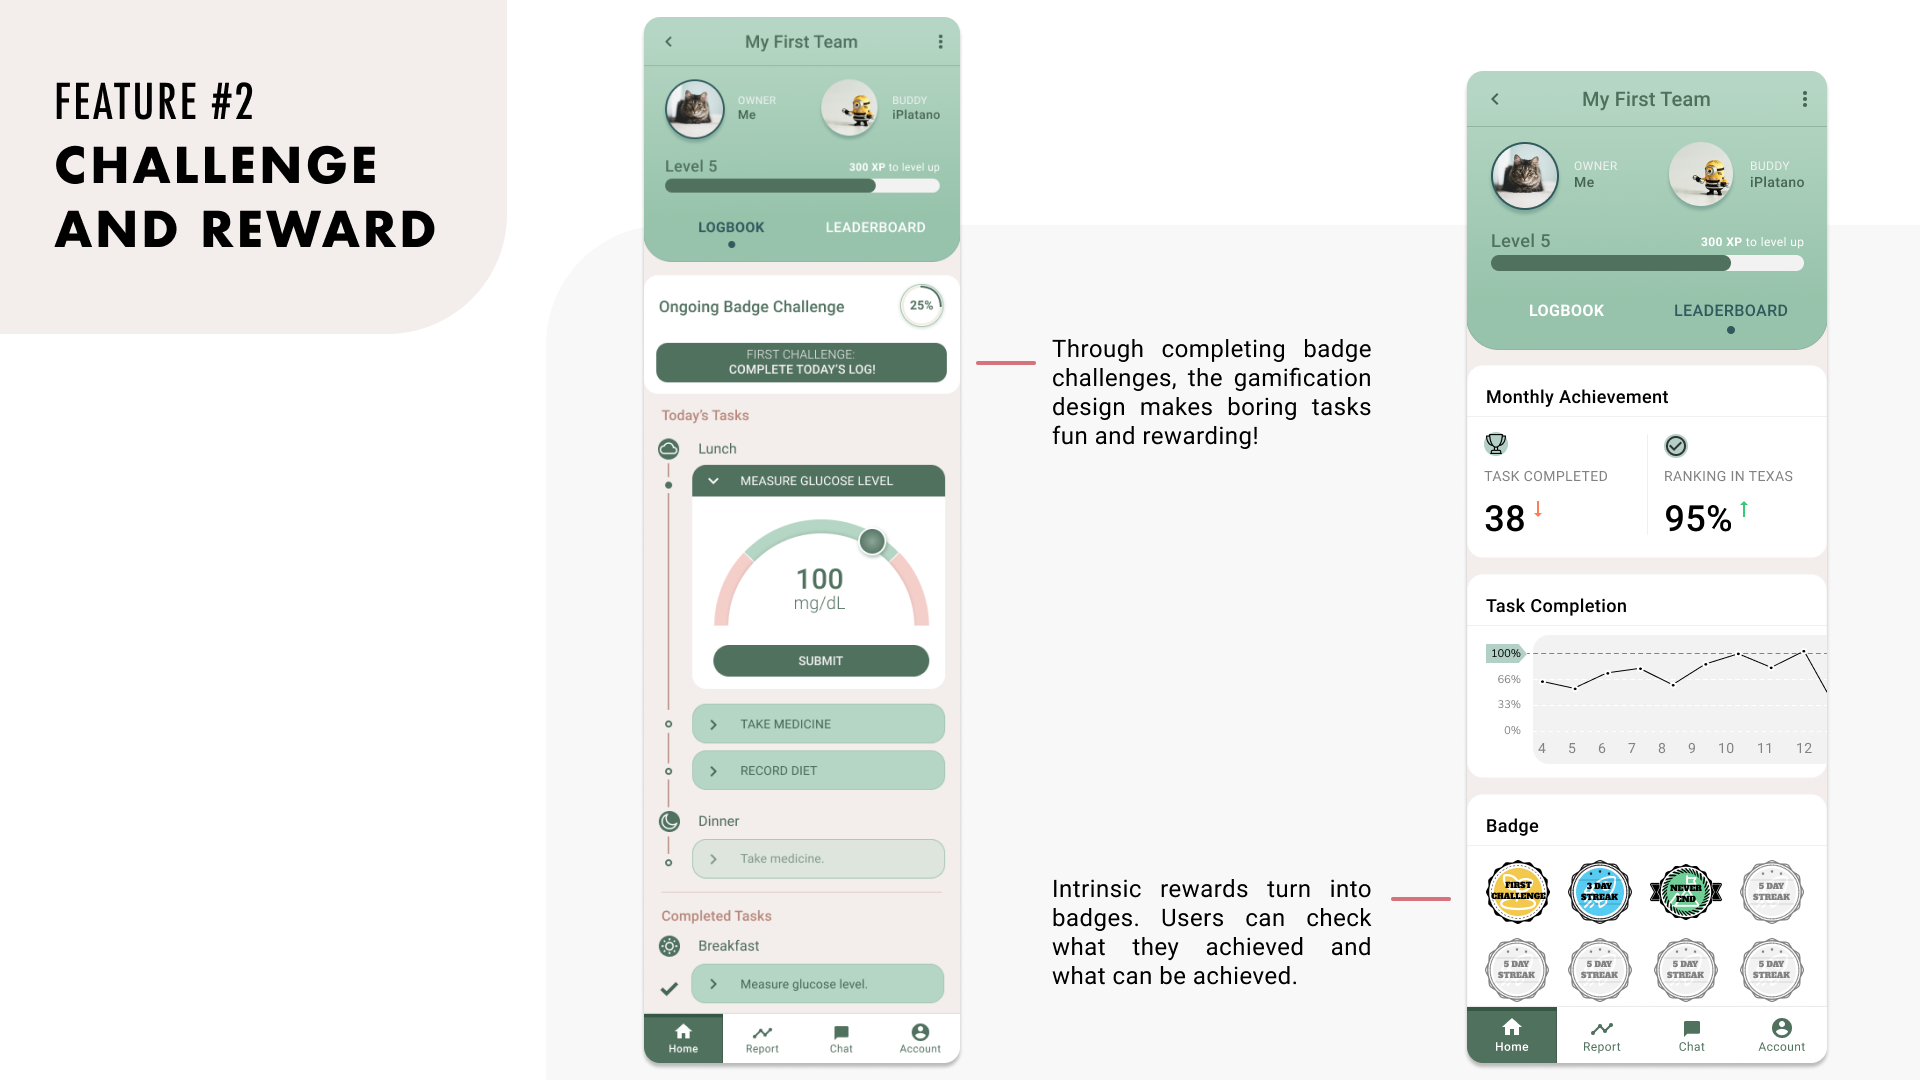 FEATURE #2
CHALLENGE
AND REWARD
My First Team
OWNER
Me
BUDDY
iPlatano
Level 5
300 XP to level up
LOGBOOK
LEADERBOARD
Ongoing Badge Challenge
25%
FIRST CHALLENGE:
COMPLETE TODAY'S LOG!
Today's Tasks
Lunch
MEASURE GLUCOSE LEVEL
100
mg/dL
SUBMIT
TAKE MEDICINE
RECORD DIET
Dinner
Take medicine.
Completed Tasks
Breakfast
Measure glucose level.
Home
Report
Chat
Account
Through completing badge
challenges, the gamification
design makes boring tasks
fun and rewarding!
Intrinsic rewards turn into
badges. Users can check
what they achieved and
what can be achieved.
My First Team
OWNER
Me
BUDDY
iPlatano
Level 5
300 XP to level up
LOGBOOK
LEADERBOARD
Monthly Achievement
TASK COMPLETED
38
RANKING IN TEXAS
95%
Task Completion
100%
66%
33%
0%
4 5 6 7 8 9 10 11 12
Badge
FIRST
CHALLENGE
3 DAY
STREAK
NEVER
END
5 DAY
STREAK
5 DAY
STREAK
5 DAY
STREAK
5 DAY
STREAK
5 DAY
STREAK
Home
Report
Chat
Account